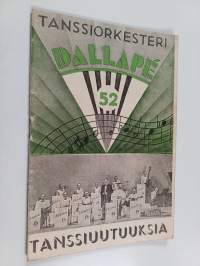 TANSSIORKESTERI
DALLAPÉ
52
TANSSIUUTUUKSIA